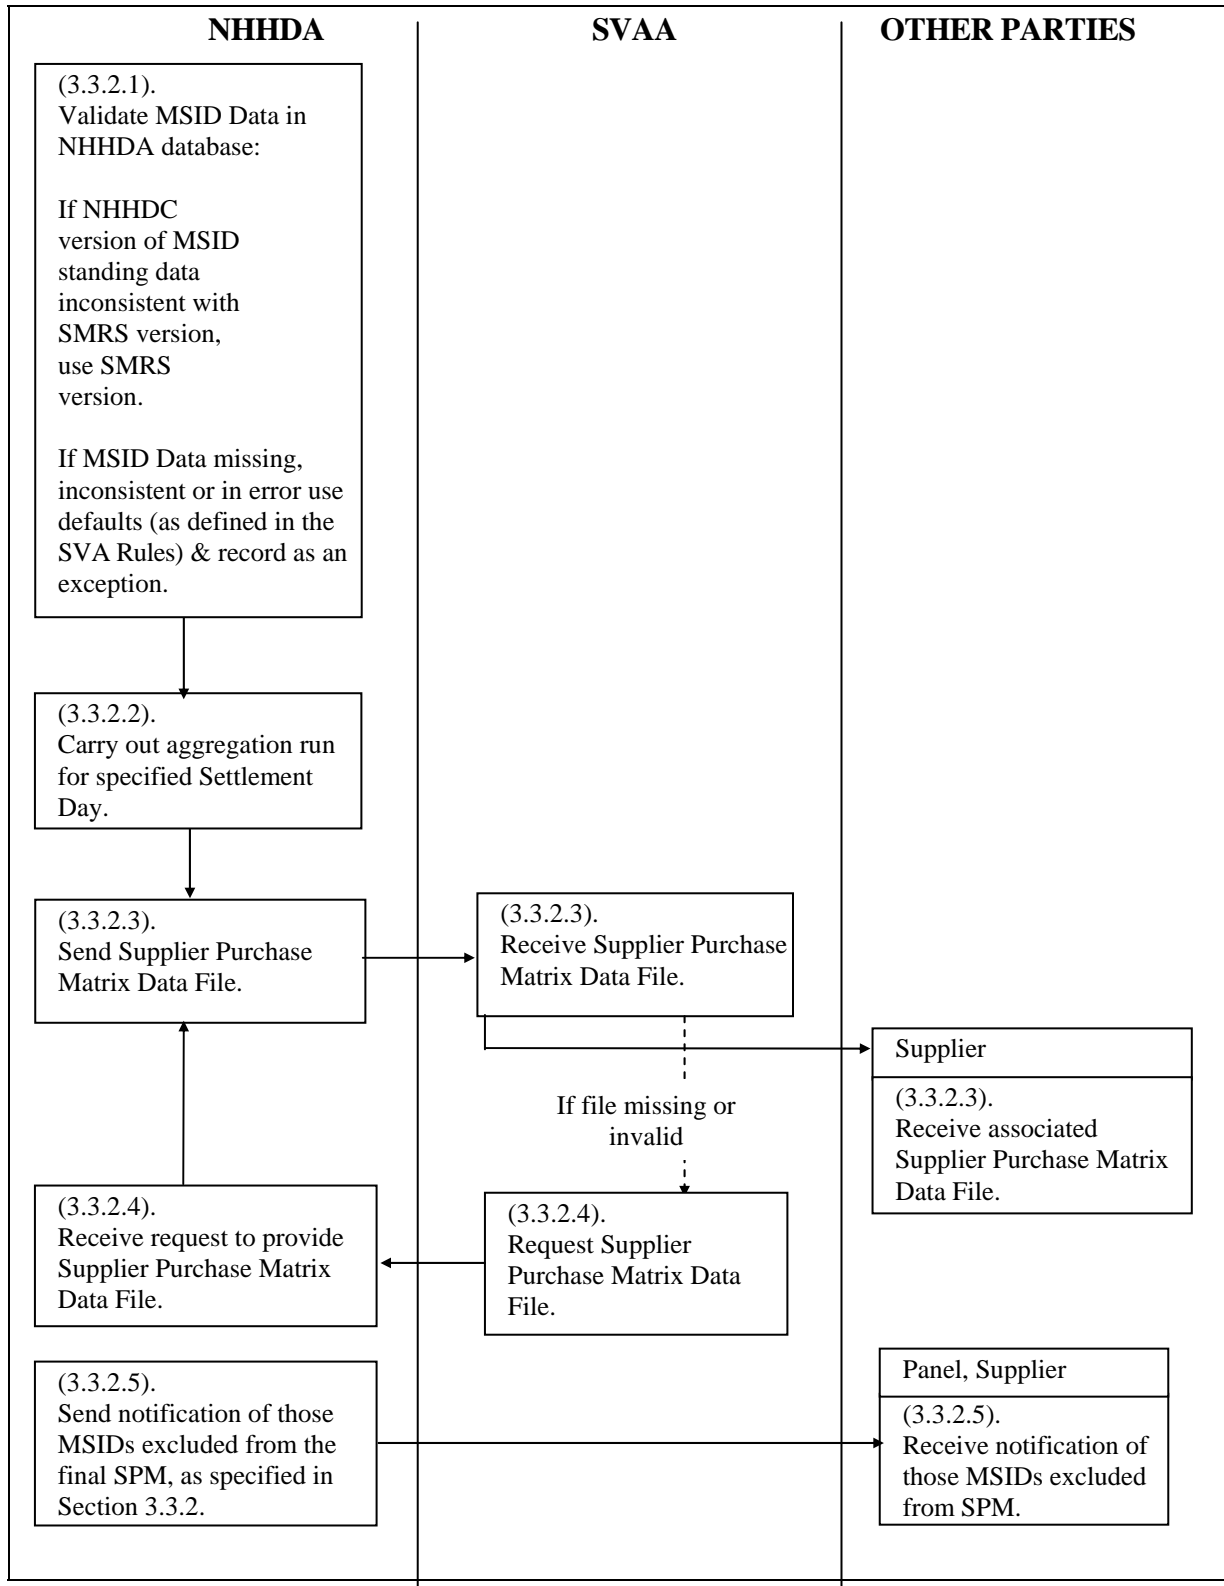 NHHDA
SVAA
OTHER PARTIES
(3.3.2.1).
Validate MSID Data in
NHHDA database:
If NHHDC
version of MSID
standing data
inconsistent with
SMRS version,
use SMRS
version.
If MSID Data missing,
inconsistent or in error use
defaults (as defined in the
SVA Rules) & record as an
exception.
(3.3.2.2).
Carry out aggregation run
for specified Settlement
Day.
(3.3.2.3).
Send Supplier Purchase
Matrix Data File.
(3.3.2.3).
Receive Supplier Purchase
Matrix Data File.
Supplier
(3.3.2.3).
Receive associated
Supplier Purchase Matrix
Data File.
If file missing or
invalid
(3.3.2.4).
Receive request to provide
Supplier Purchase Matrix
Data File.
(3.3.2.4).
Request Supplier
Purchase Matrix Data
File.
(3.3.2.5).
Send notification of those
MSIDs excluded from the
final SPM, as specified in
Section 3.3.2.
Panel, Supplier
(3.3.2.5).
Receive notification of
those MSIDs excluded
from SPM.